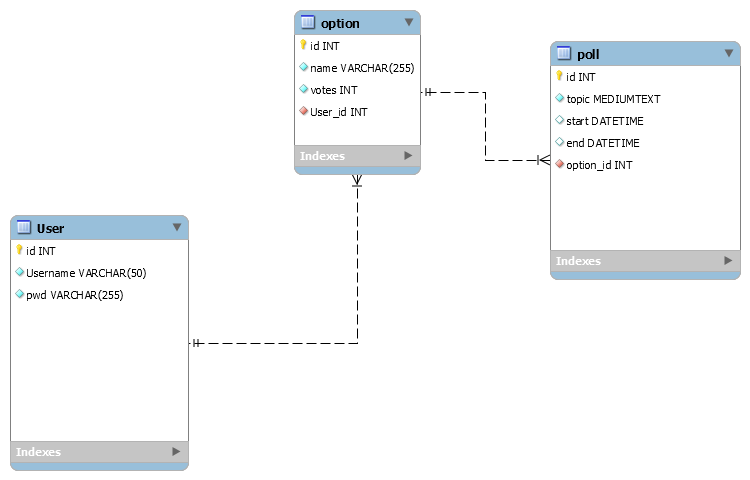 option
id INT
name VARCHAR(255)
votes INT
User_id INT
Indexes
poll
id INT
topic MEDIUMTEXT
start DATETIME
end DATETIME
option_id INT
Indexes
User
id INT
Username VARCHAR(50)
pwd VARCHAR(255)
Indexes